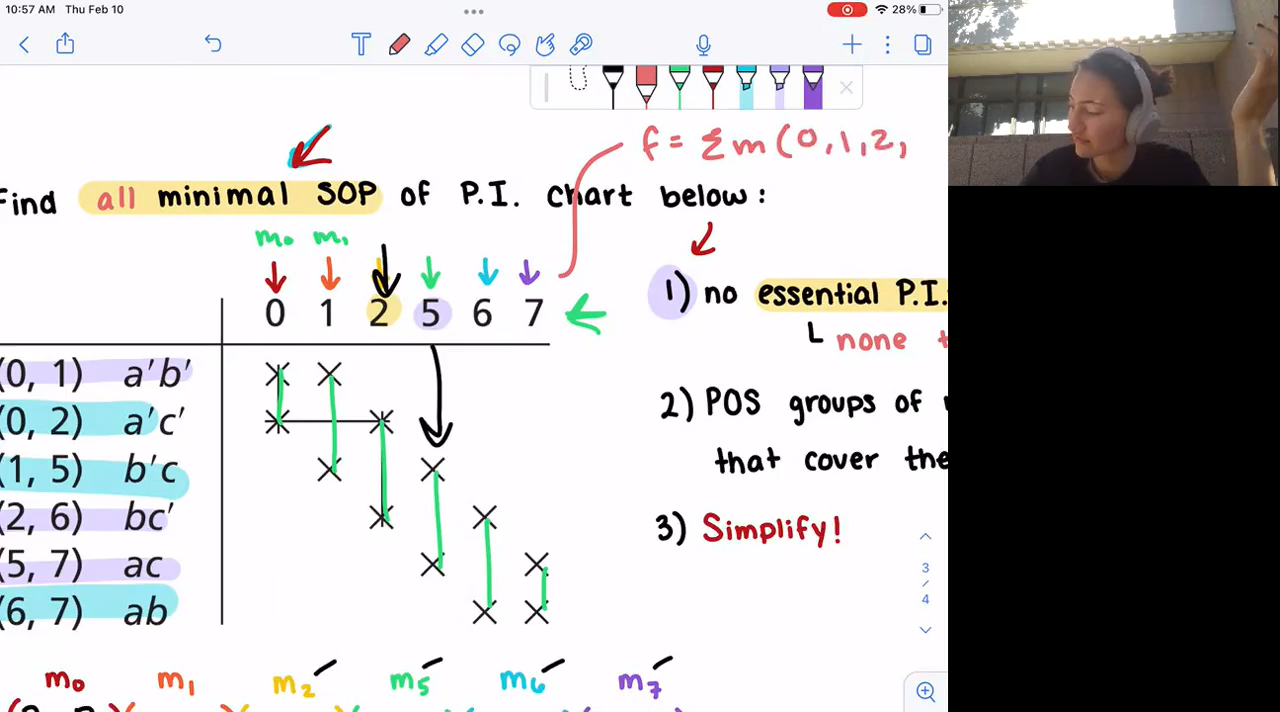 10:57 AM Thu Feb 10
28%
f = Σm(0,1,2,
Find all minimal SOP of P.I. chart below:
m₀ m₁
0 1 2 5 6 7
(0, 1) a'b'
(0, 2) a'c'
(1, 5) b'c
(2, 6) bc'
(5, 7) ac
(6, 7) ab
1) no essential P.I.
none
2) POS groups of
that cover the
3) Simplify!
3
/
4
m₀ m₁ m₂ m₅ m₆ m₇